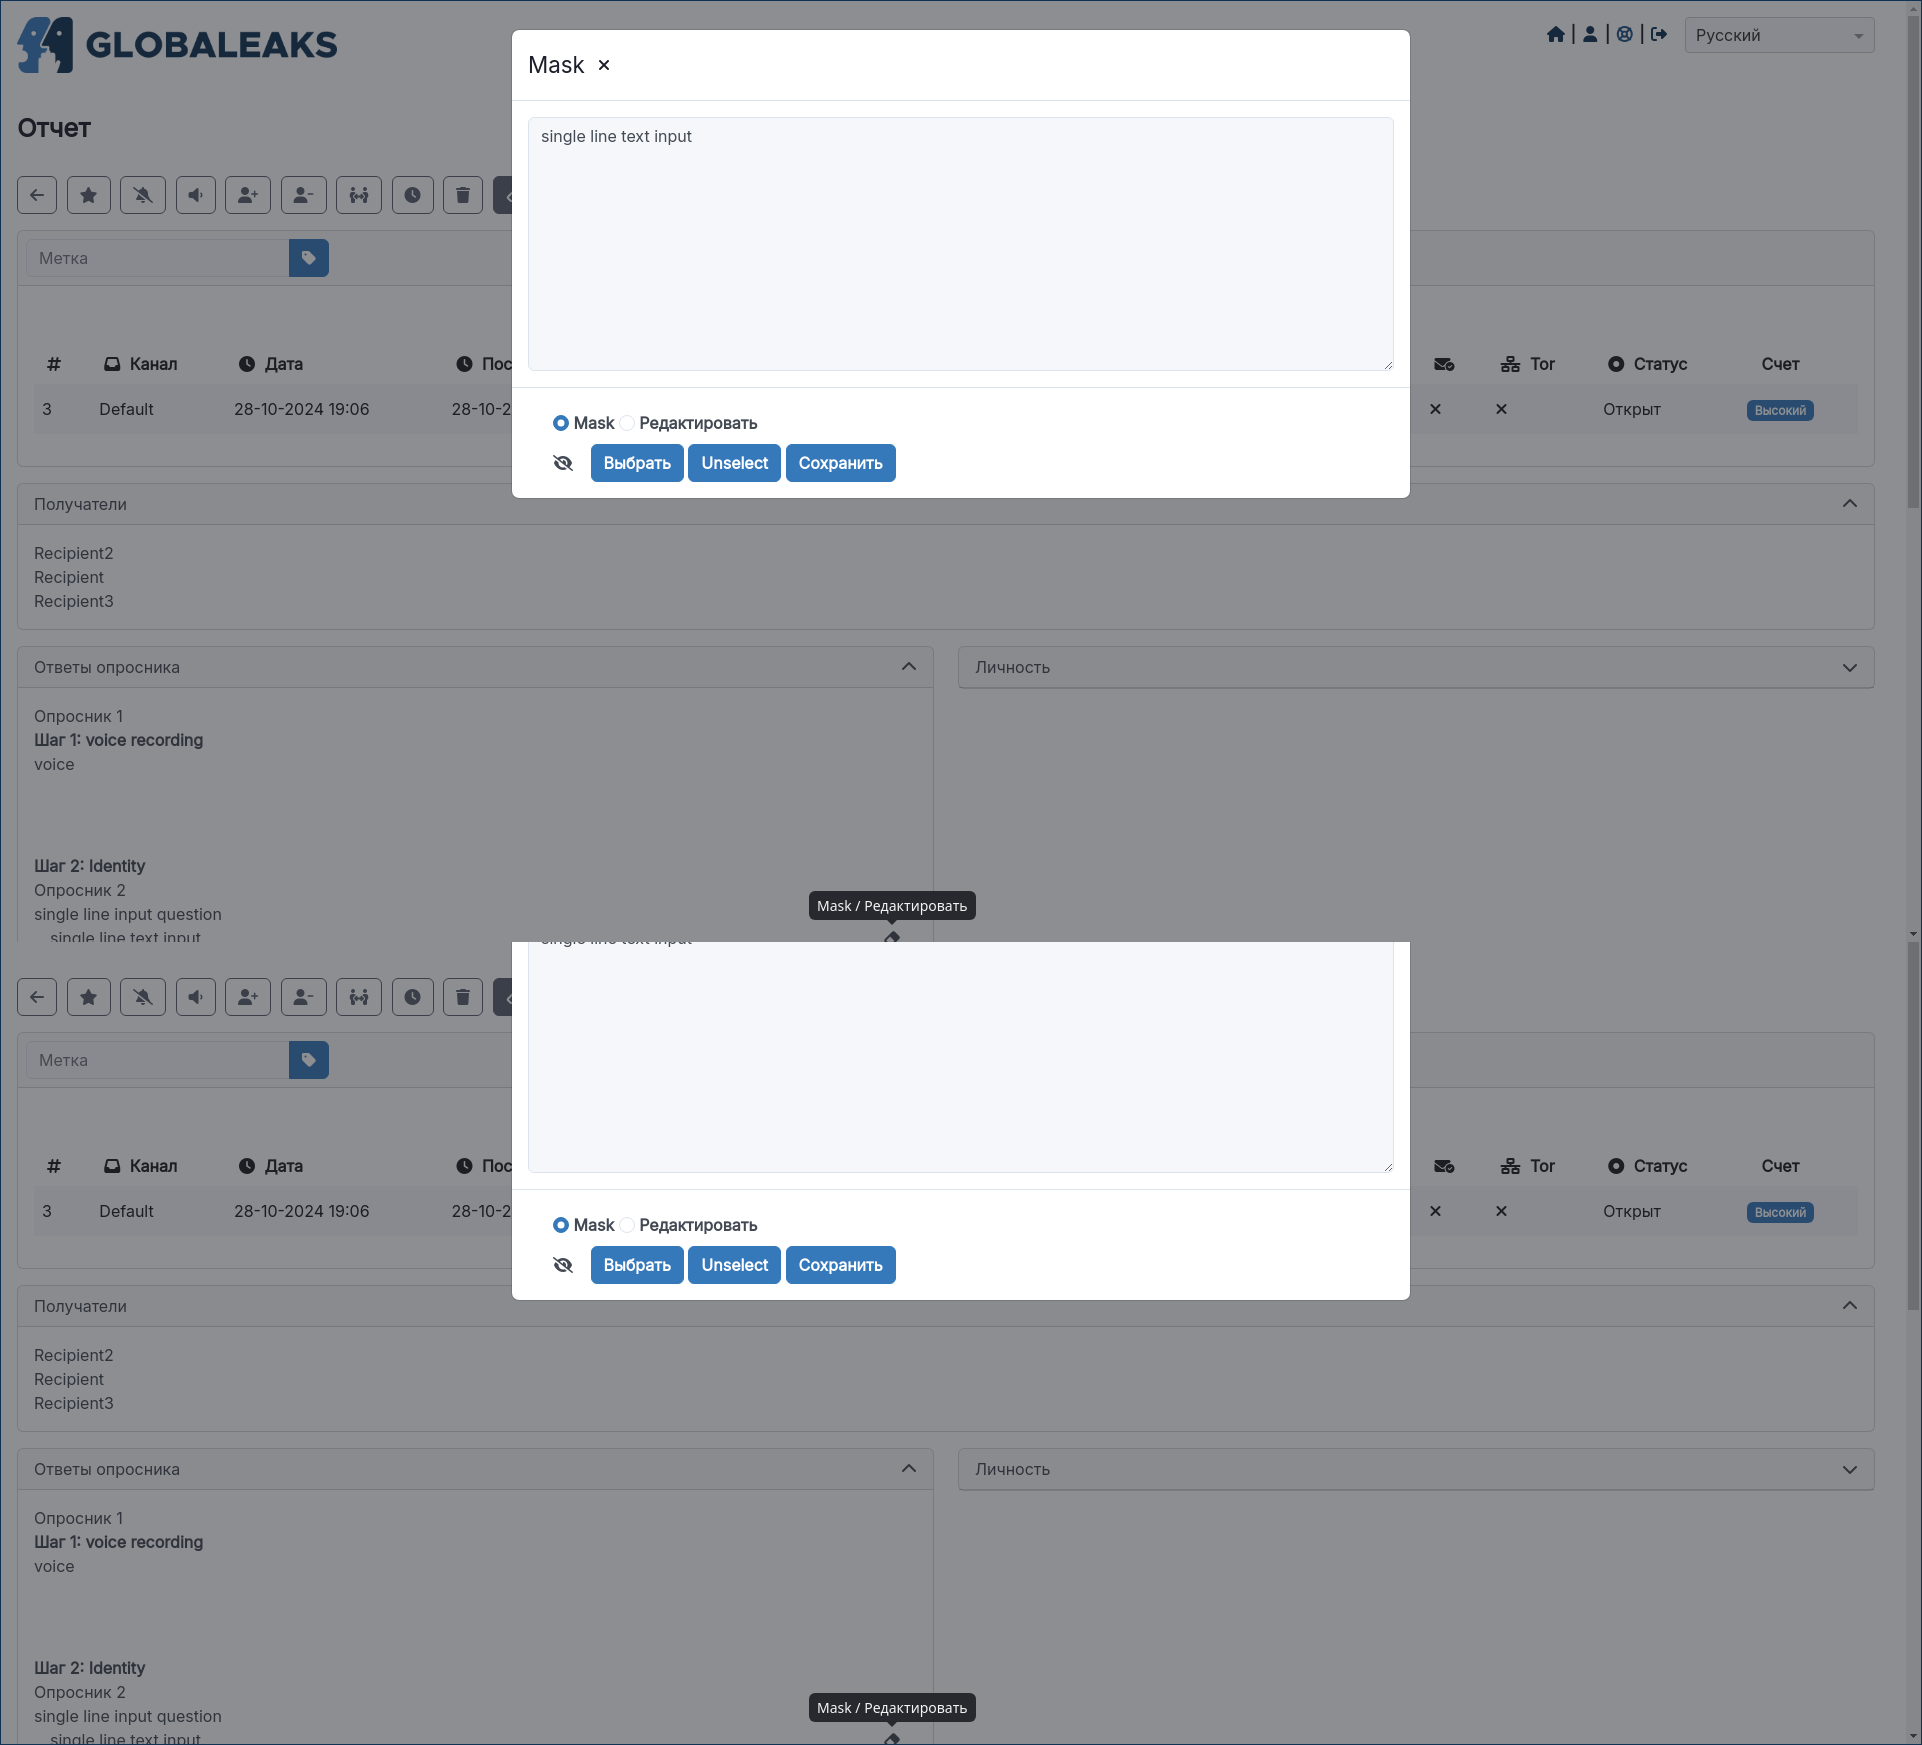 GLOBALEAKS
Русский
Mask
single line text input
Отчет
Метка
# Канал Дата Пос Tor Статус Счет
3 Default 28-10-2024 19:06 28-10-2 Открыт Высокий
Mask Редактировать
Выбрать Unselect Сохранить
Получатели
Recipient2
Recipient
Recipient3
Ответы опросника
Личность
Опросник 1
Шаг 1: voice recording
voice
Шаг 2: Identity
Опросник 2
single line input question
Mask / Редактировать
single line text input
single line text input
Метка
# Канал Дата Пос Tor Статус Счет
3 Default 28-10-2024 19:06 28-10-2 Открыт Высокий
Mask Редактировать
Выбрать Unselect Сохранить
Получатели
Recipient2
Recipient
Recipient3
Ответы опросника
Личность
Опросник 1
Шаг 1: voice recording
voice
Шаг 2: Identity
Опросник 2
single line input question
Mask / Редактировать
single line text input